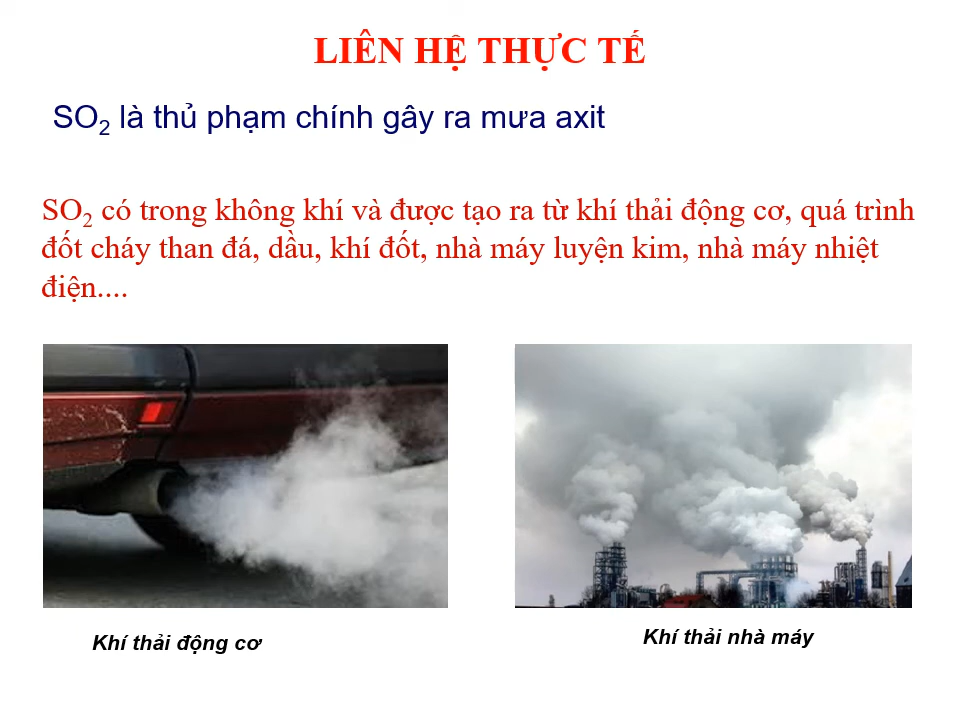 LIÊN HỆ THỰC TẾ
SO₂ là thủ phạm chính gây ra mưa axit
SO₂ có trong không khí và được tạo ra từ khí thải động cơ, quá trình
đốt cháy than đá, dầu, khí đốt, nhà máy luyện kim, nhà máy nhiệt
điện....
Khí thải động cơ
Khí thải nhà máy